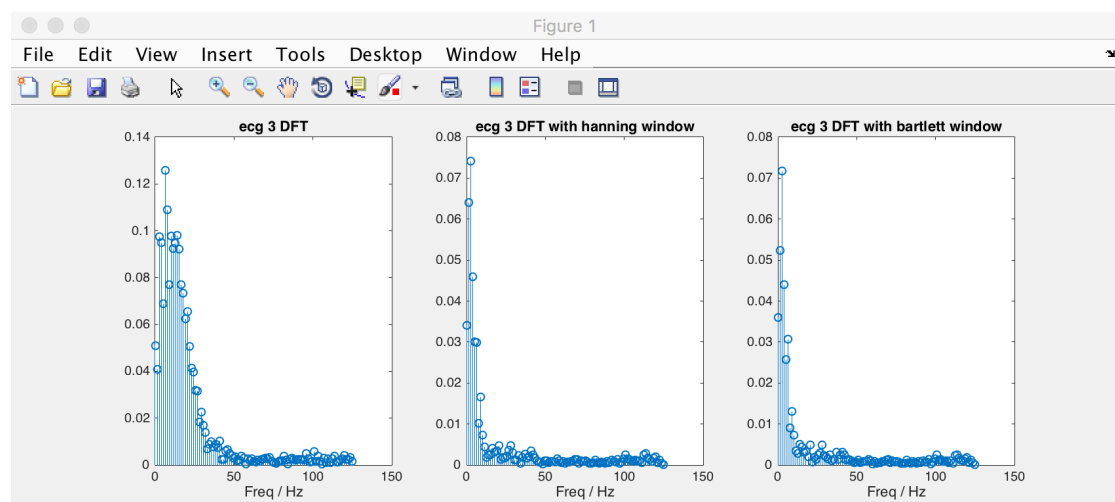 Figure 1
File Edit View Insert Tools Desktop Window Help
ecg 3 DFT
0.14
0.12
0.1
0.08
0.06
0.04
0.02
0
0 50 100 150
Freq / Hz
ecg 3 DFT with hanning window
0.08
0.07
0.06
0.05
0.04
0.03
0.02
0.01
0
0 50 100 150
Freq / Hz
ecg 3 DFT with bartlett window
0.08
0.07
0.06
0.05
0.04
0.03
0.02
0.01
0
0 50 100 150
Freq / Hz